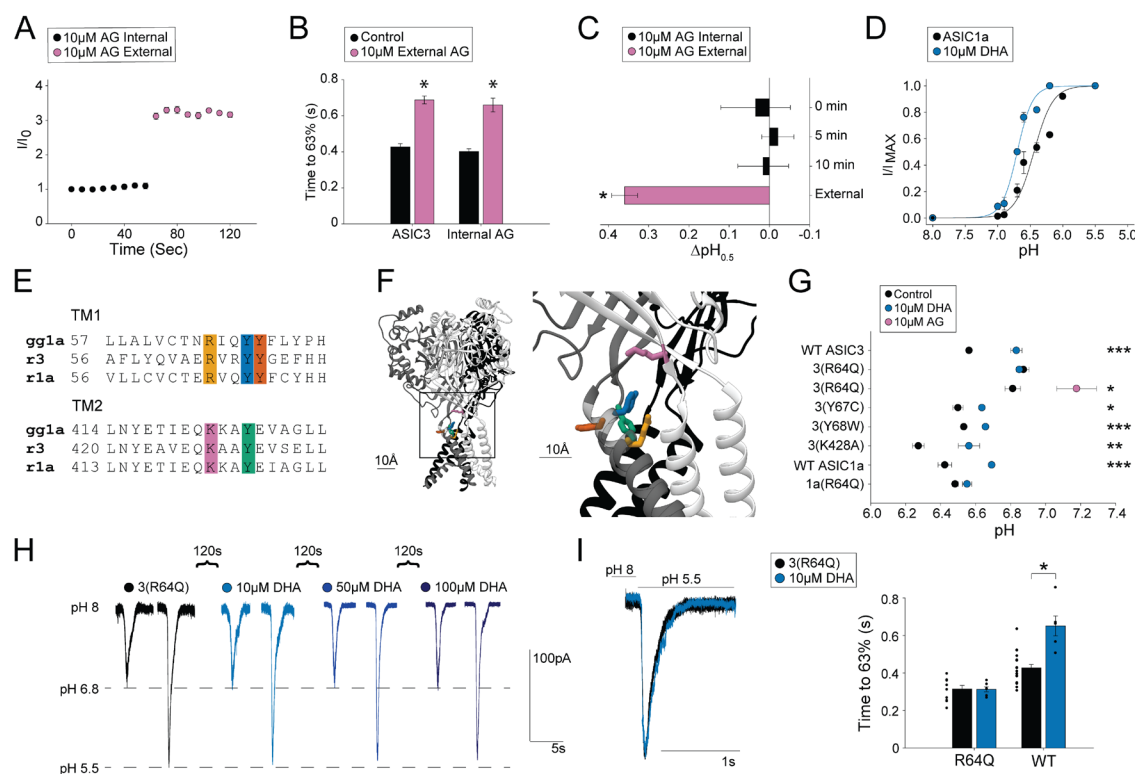 A
10μM AG Internal
10μM AG External
I/I0
4
3
2
1
0
0
40
80
120
Time (Sec)
B
Control
10μM External AG
Time to 63% (s)
0.8
0.6
0.4
0.2
0
*
*
ASIC3
Internal AG
C
10μM AG Internal
10μM AG External
0 min
5 min
10 min
External
*
0.4
0.3
0.2
0.1
0.0
-0.1
ΔpH0.5
D
ASIC1a
10μM DHA
I/IMAX
1.0
0.8
0.6
0.4
0.2
0.0
8.0
7.0
6.5
6.0
5.5
5.0
pH
E
TM1
gg1a 57 LLALVCTNRIQYYFLYPH
r3 56 AFLYQVAERVRYYGEFHH
r1a 56 VLLCVCTERVQYYFCYHH
TM2
gg1a 414 LNYETIEQKKAYEVAGLL
r3 420 LNYEAVEQKAAYEVSELL
r1a 413 LNYETIEQKKAYEIAGLL
F
10Å
10Å
G
Control
10μM DHA
10μM AG
WT ASIC3 ***
3(R64Q)
3(R64Q) *
3(Y67C) *
3(Y68W) ***
3(K428A) **
WT ASIC1a ***
1a(R64Q)
6.0
6.2
6.4
6.6
6.8
7.0
7.2
7.4
pH
H
120s
120s
120s
3(R64Q)
10μM DHA
50μM DHA
100μM DHA
pH 8
pH 6.8
pH 5.5
100pA
5s
I
pH 8
pH 5.5
1s
3(R64Q)
10μM DHA
Time to 63% (s)
0.8
0.6
0.4
0.2
0
*
R64Q
WT